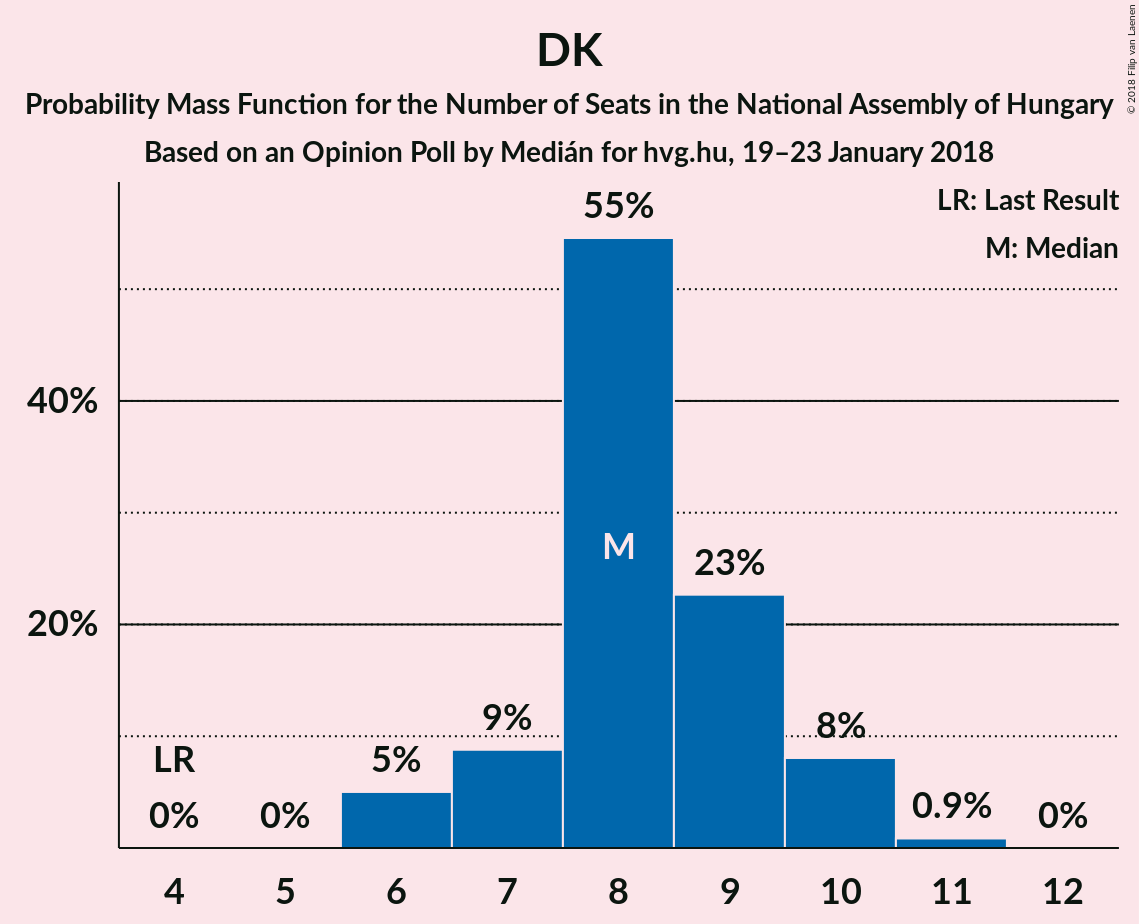 DK
Probability Mass Function for the Number of Seats in the National Assembly of Hungary
Based on an Opinion Poll by Medián for hvg.hu, 19–23 January 2018
© 2018 Filip van Laenen
LR: Last Result
M: Median
55%
40%
M
23%
20%
9%
8%
LR
5%
0%
0%
0.9%
0%
4 5 6 7 8 9 10 11 12